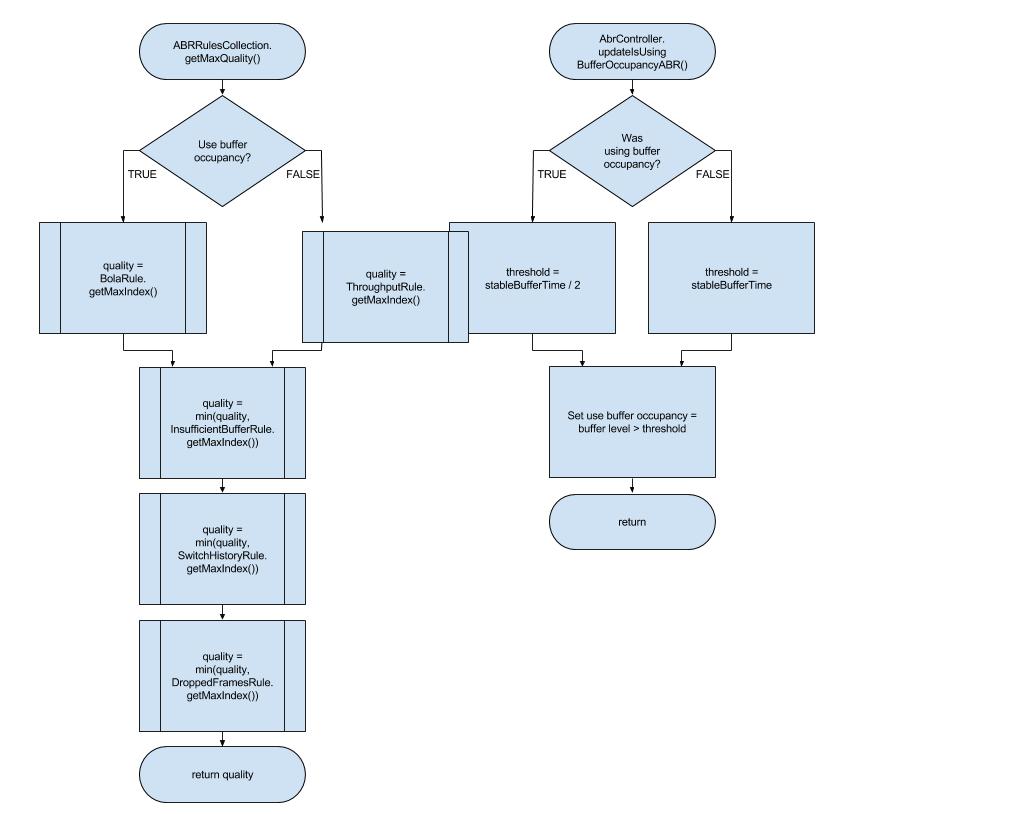 ABRRulesCollection.
getMaxQuality()
Use buffer
occupancy?
TRUE
FALSE
quality =
BolaRule.
getMaxIndex()
quality =
ThroughputRule.
getMaxIndex()
quality =
min(quality,
InsufficientBufferRule.
getMaxIndex())
quality =
min(quality,
SwitchHistoryRule.
getMaxIndex())
quality =
min(quality,
DroppedFramesRule.
getMaxIndex())
return quality
AbrController.
updateIsUsing
BufferOccupancyABR()
Was
using buffer
occupancy?
TRUE
FALSE
threshold =
stableBufferTime / 2
threshold =
stableBufferTime
Set use buffer occupancy =
buffer level > threshold
return